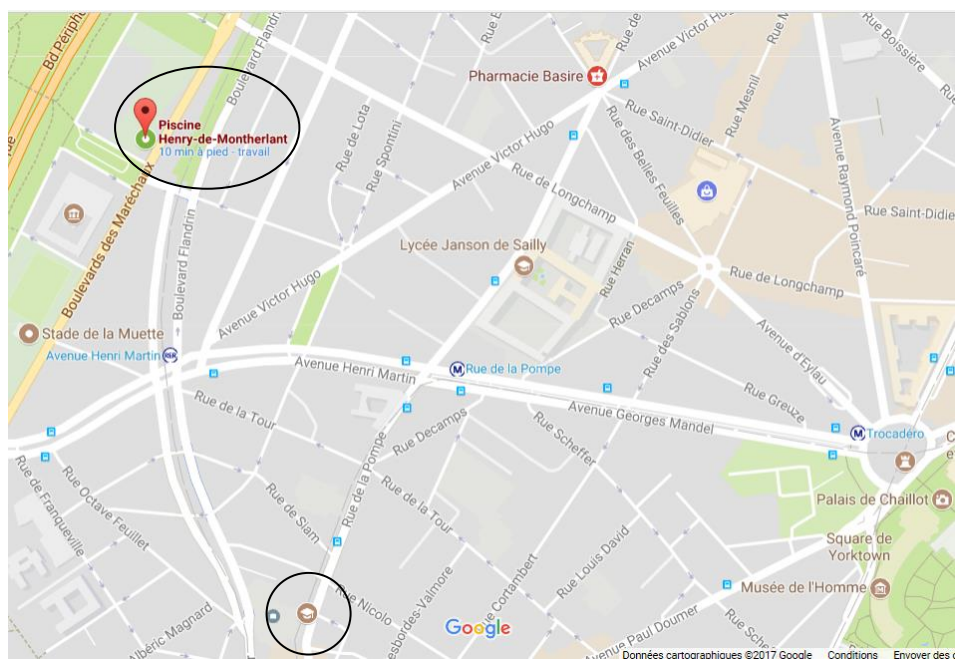 Bd Périphé
Boulevard Flandrin
Piscine
Henry-de-Montherlant
10 min à pied - travail
Boulevards des Maréchaux
Boulevard Flandrin
Stade de la Muette
Avenue Henri Martin
Rue de Lota
Rue Spontini
Avenue Victor Hugo
Avenue Victor Hugo
Avenue Victor Hugo
Pharmacie Basire
Rue de Longchamp
Rue des Belles Feuilles
Rue Saint-Didier
Rue Mesnil
Rue Boissière
Avenue Raymond Poincaré
Rue Saint-Didier
Rue de Longchamp
Lycée Janson de Sailly
Rue Herran
Rue Decamps
Rue des Sablons
Avenue d'Eylau
Rue Greuze
Rue de la Pompe
Avenue Henri Martin
Avenue Georges Mandel
Trocadéro
Rue de la Tour
Rue Decamps
Rue Scheffer
Rue de la Pompe
Rue de la Tour
Rue de Siam
Rue Octave Feuillet
Rue de Franqueville
Palais de Chaillot
Square de
Yorktown
Musée de l'Homme
Rue Louis David
Rue Cortambert
Rue Nicolo
esbordes-Valmore
Avenue Paul Doumer
Rue Sche
Albéric Magnard
Google
Données cartographiques ©2017 Google Conditions Envoyer des c